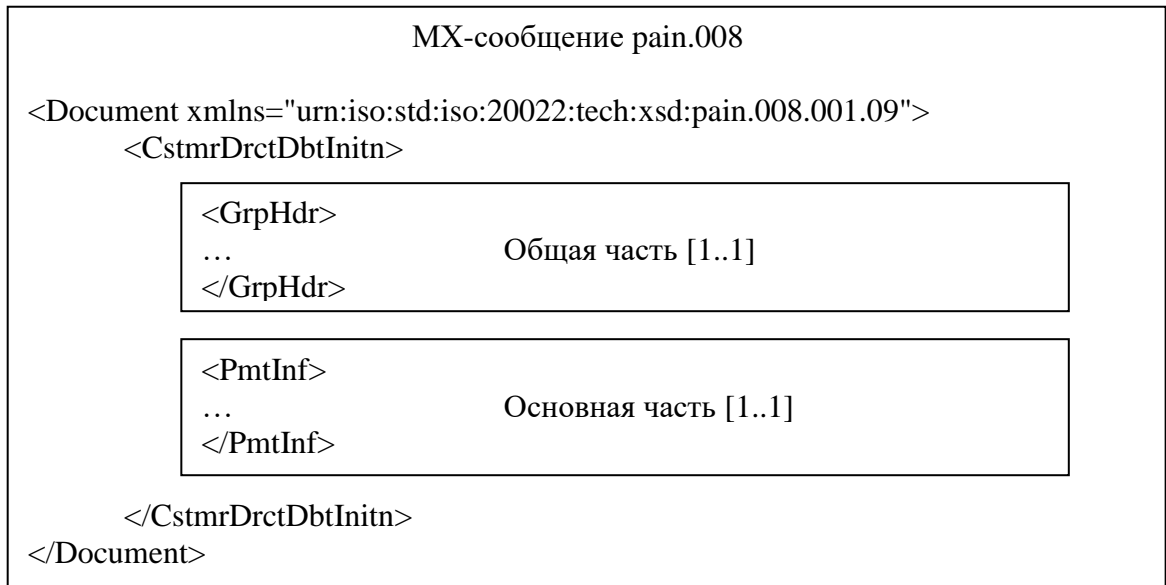 МХ-сообщение pain.008
<Document xmlns="urn:iso:std:iso:20022:tech:xsd:pain.008.001.09">
<CstmrDrctDbtInitn>
<GrpHdr>
… Общая часть [1..1]
</GrpHdr>
<PmtInf>
… Основная часть [1..1]
</PmtInf>
</CstmrDrctDbtInitn>
</Document>